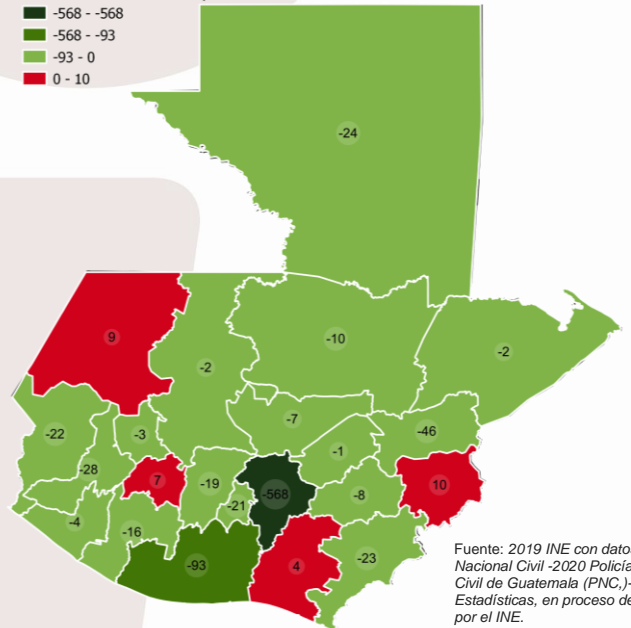 -568 - -568
-568 - -93
-93 - 0
0 - 10
-24
9
-2
-10
-2
-22
-3
-7
-1
-46
-28
7
-19
-21
-568
-8
10
-4
-16
-93
4
-23
Fuente: 2019 INE con datos
Nacional Civil -2020 Policía
Civil de Guatemala (PNC,)-
Estadísticas, en proceso de
por el INE.